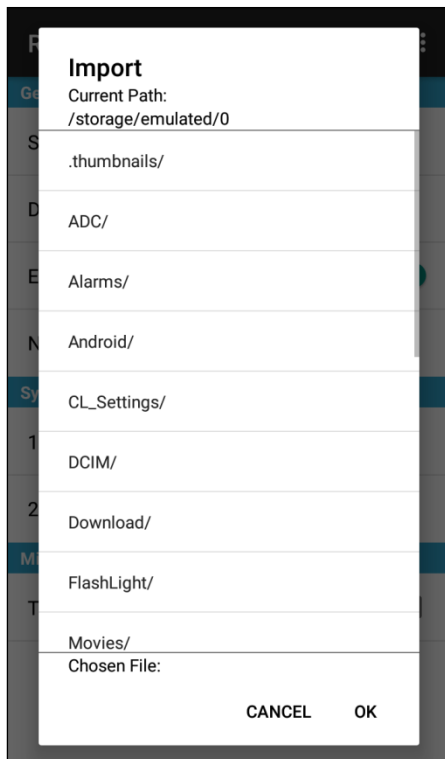 Import
Current Path:
/storage/emulated/0
.thumbnails/
ADC/
Alarms/
Android/
CL_Settings/
DCIM/
Download/
FlashLight/
Movies/
Chosen File:
CANCEL OK